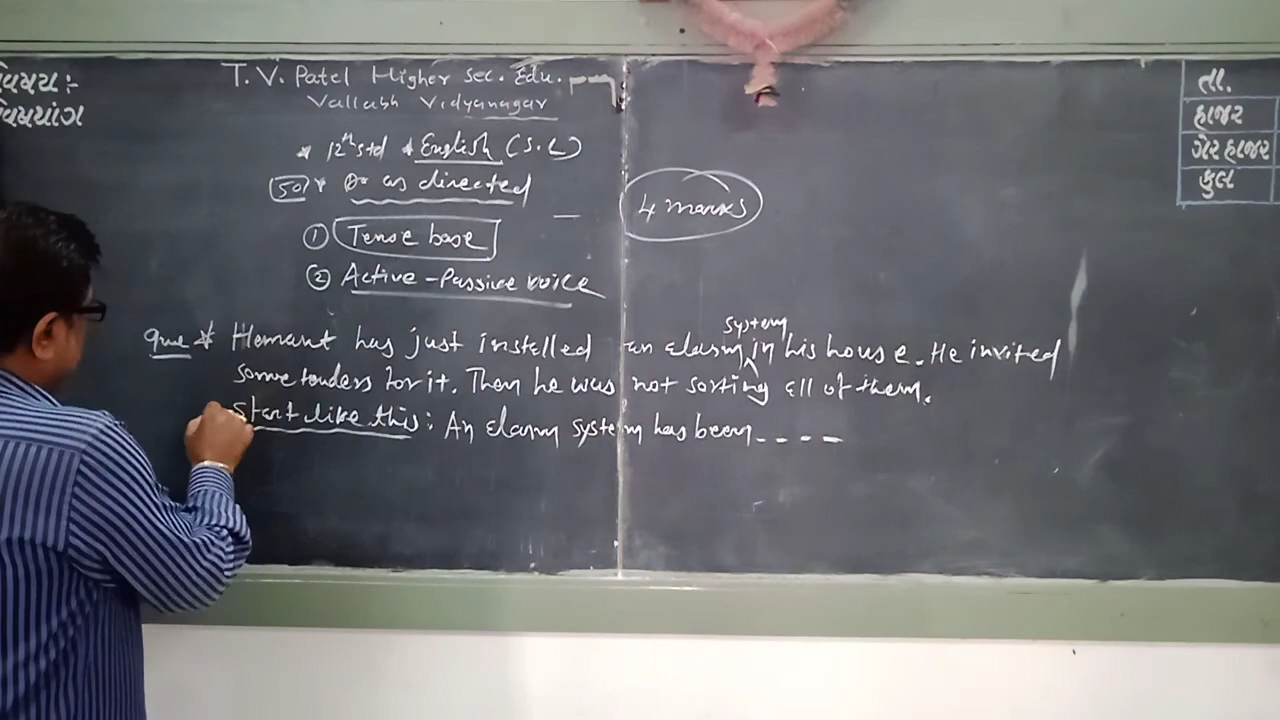 વિષય:-
વિષયાંગ
T. V. Patel Higher Sec. Edu.
Vallabh Vidyanagar
* 12th std * English (S.L)
50) * Do as directed
4 marks
① Tense base
② Active - Passive voice
Que * Hemant has just installed an alarm system in his house. He invited
some tenders for it. Then he was not sorting all of them.
Start like this : An elarm system has been - - - -
તા.
હાજર
ગેર હાજર
કુલ